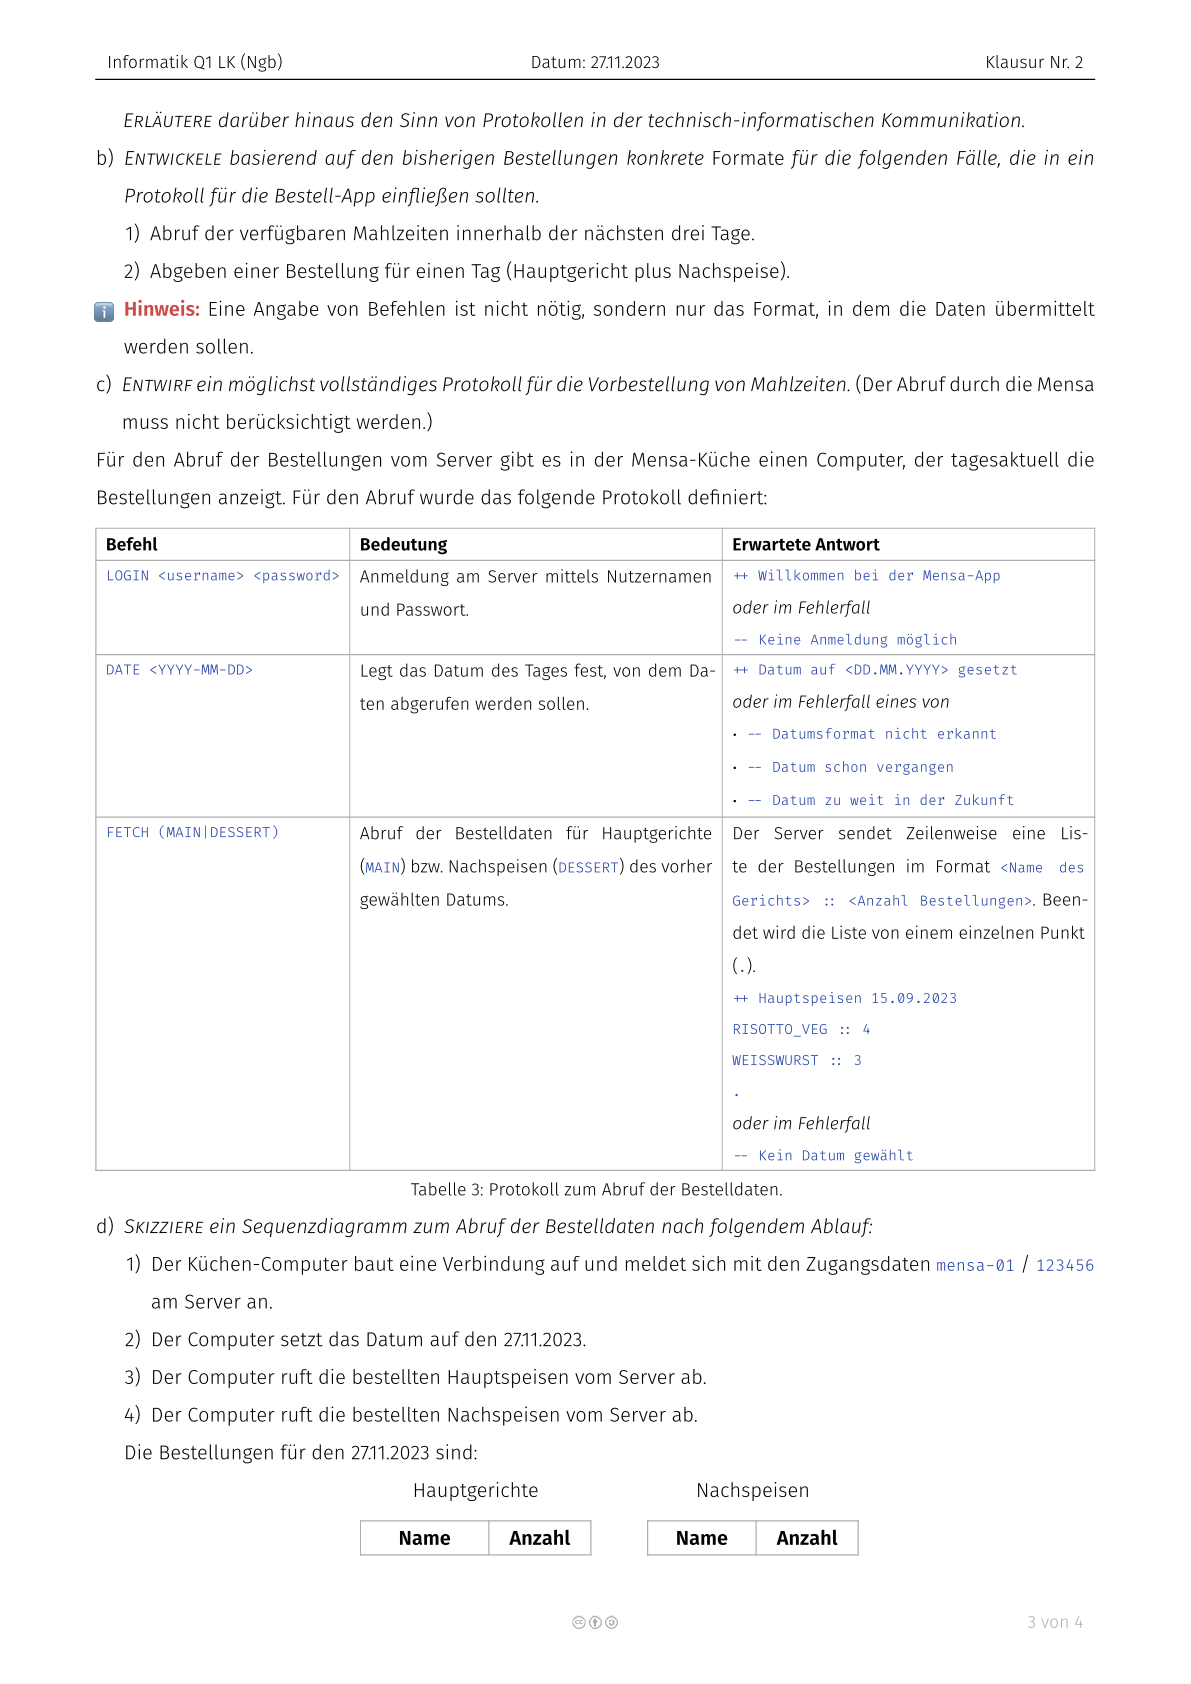 Informatik Q1 LK (Ngb) Datum: 27.11.2023 Klausur Nr. 2
ERLÄUTERE darüber hinaus den Sinn von Protokollen in der technisch-informatischen Kommunikation.
b) ENTWICKELE basierend auf den bisherigen Bestellungen konkrete Formate für die folgenden Fälle, die in ein
Protokoll für die Bestell-App einfließen sollten.
1) Abruf der verfügbaren Mahlzeiten innerhalb der nächsten drei Tage.
2) Abgeben einer Bestellung für einen Tag (Hauptgericht plus Nachspeise).
i Hinweis: Eine Angabe von Befehlen ist nicht nötig, sondern nur das Format, in dem die Daten übermittelt
werden sollen.
c) ENTWIRF ein möglichst vollständiges Protokoll für die Vorbestellung von Mahlzeiten. (Der Abruf durch die Mensa
muss nicht berücksichtigt werden.)
Für den Abruf der Bestellungen vom Server gibt es in der Mensa-Küche einen Computer, der tagesaktuell die
Bestellungen anzeigt. Für den Abruf wurde das folgende Protokoll definiert:
Befehl Bedeutung Erwartete Antwort
LOGIN <username> <password> Anmeldung am Server mittels Nutzernamen ++ Willkommen bei der Mensa-App
und Passwort. oder im Fehlerfall
-- Keine Anmeldung möglich
DATE <YYYY-MM-DD> Legt das Datum des Tages fest, von dem Da- ++ Datum auf <DD.MM.YYYY> gesetzt
ten abgerufen werden sollen. oder im Fehlerfall eines von
• -- Datumsformat nicht erkannt
• -- Datum schon vergangen
• -- Datum zu weit in der Zukunft
FETCH (MAIN|DESSERT) Abruf der Bestelldaten für Hauptgerichte Der Server sendet Zeilenweise eine Lis-
(MAIN) bzw. Nachspeisen (DESSERT) des vorher te der Bestellungen im Format <Name des
gewählten Datums. Gerichts> :: <Anzahl Bestellungen>. Been-
det wird die Liste von einem einzelnen Punkt
(.).
++ Hauptspeisen 15.09.2023
RISOTTO_VEG :: 4
WEISSWURST :: 3
.
oder im Fehlerfall
-- Kein Datum gewählt
Tabelle 3: Protokoll zum Abruf der Bestelldaten.
d) SKIZZIERE ein Sequenzdiagramm zum Abruf der Bestelldaten nach folgendem Ablauf:
1) Der Küchen-Computer baut eine Verbindung auf und meldet sich mit den Zugangsdaten mensa-01 / 123456
am Server an.
2) Der Computer setzt das Datum auf den 27.11.2023.
3) Der Computer ruft die bestellten Hauptspeisen vom Server ab.
4) Der Computer ruft die bestellten Nachspeisen vom Server ab.
Die Bestellungen für den 27.11.2023 sind:
Hauptgerichte Nachspeisen
Name Anzahl Name Anzahl
3 von 4